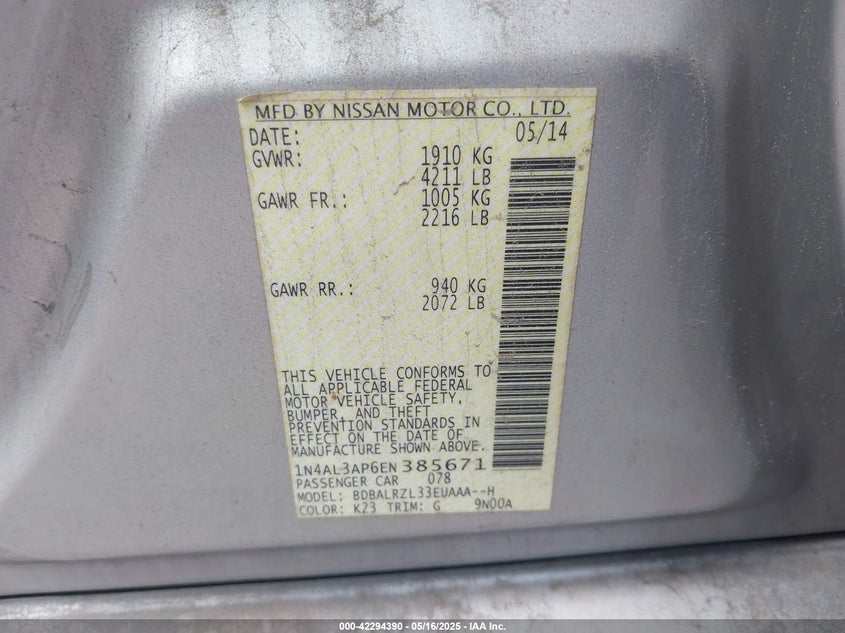 MFD BY NISSAN MOTOR CO., LTD.
DATE: 05/14
GVWR: 1910 KG
4211 LB
GAWR FR.: 1005 KG
2216 LB
GAWR RR.: 940 KG
2072 LB
THIS VEHICLE CONFORMS TO
ALL APPLICABLE FEDERAL
MOTOR VEHICLE SAFETY,
BUMPER, AND THEFT
PREVENTION STANDARDS IN
EFFECT ON THE DATE OF
MANUFACTURE SHOWN ABOVE.
1N4AL3AP6EN 385671
PASSENGER CAR 078
MODEL: BDBALRZL33EUAAA--H
COLOR: K23 TRIM: G 9N00A
000-42294390 - 05/16/2025 - IAA Inc.